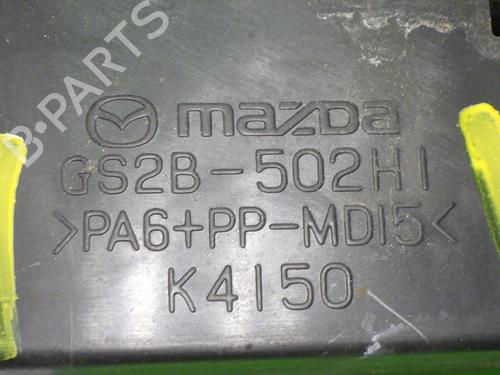 B-PARTS
mazda
GS2B-502H1
>PA6+PP-MD15<
K4150